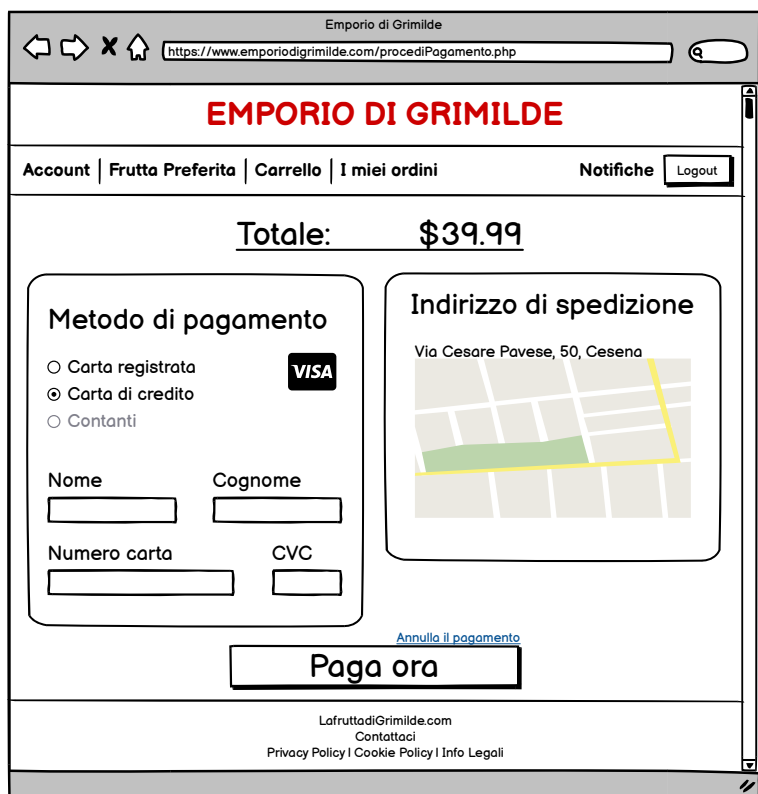 Emporio di Grimilde
https://www.emporiodigrimilde.com/procediPagamento.php
EMPORIO DI GRIMILDE
Account | Frutta Preferita | Carrello | I miei ordini
Notifiche
Logout
Totale: $39.99
Metodo di pagamento
Carta registrata
VISA
Carta di credito
Contanti
Nome
Cognome
Numero carta
CVC
Indirizzo di spedizione
Via Cesare Pavese, 50, Cesena
Annulla il pagamento
Paga ora
LafruttadiGrimilde.com
Contattaci
Privacy Policy | Cookie Policy | Info Legali